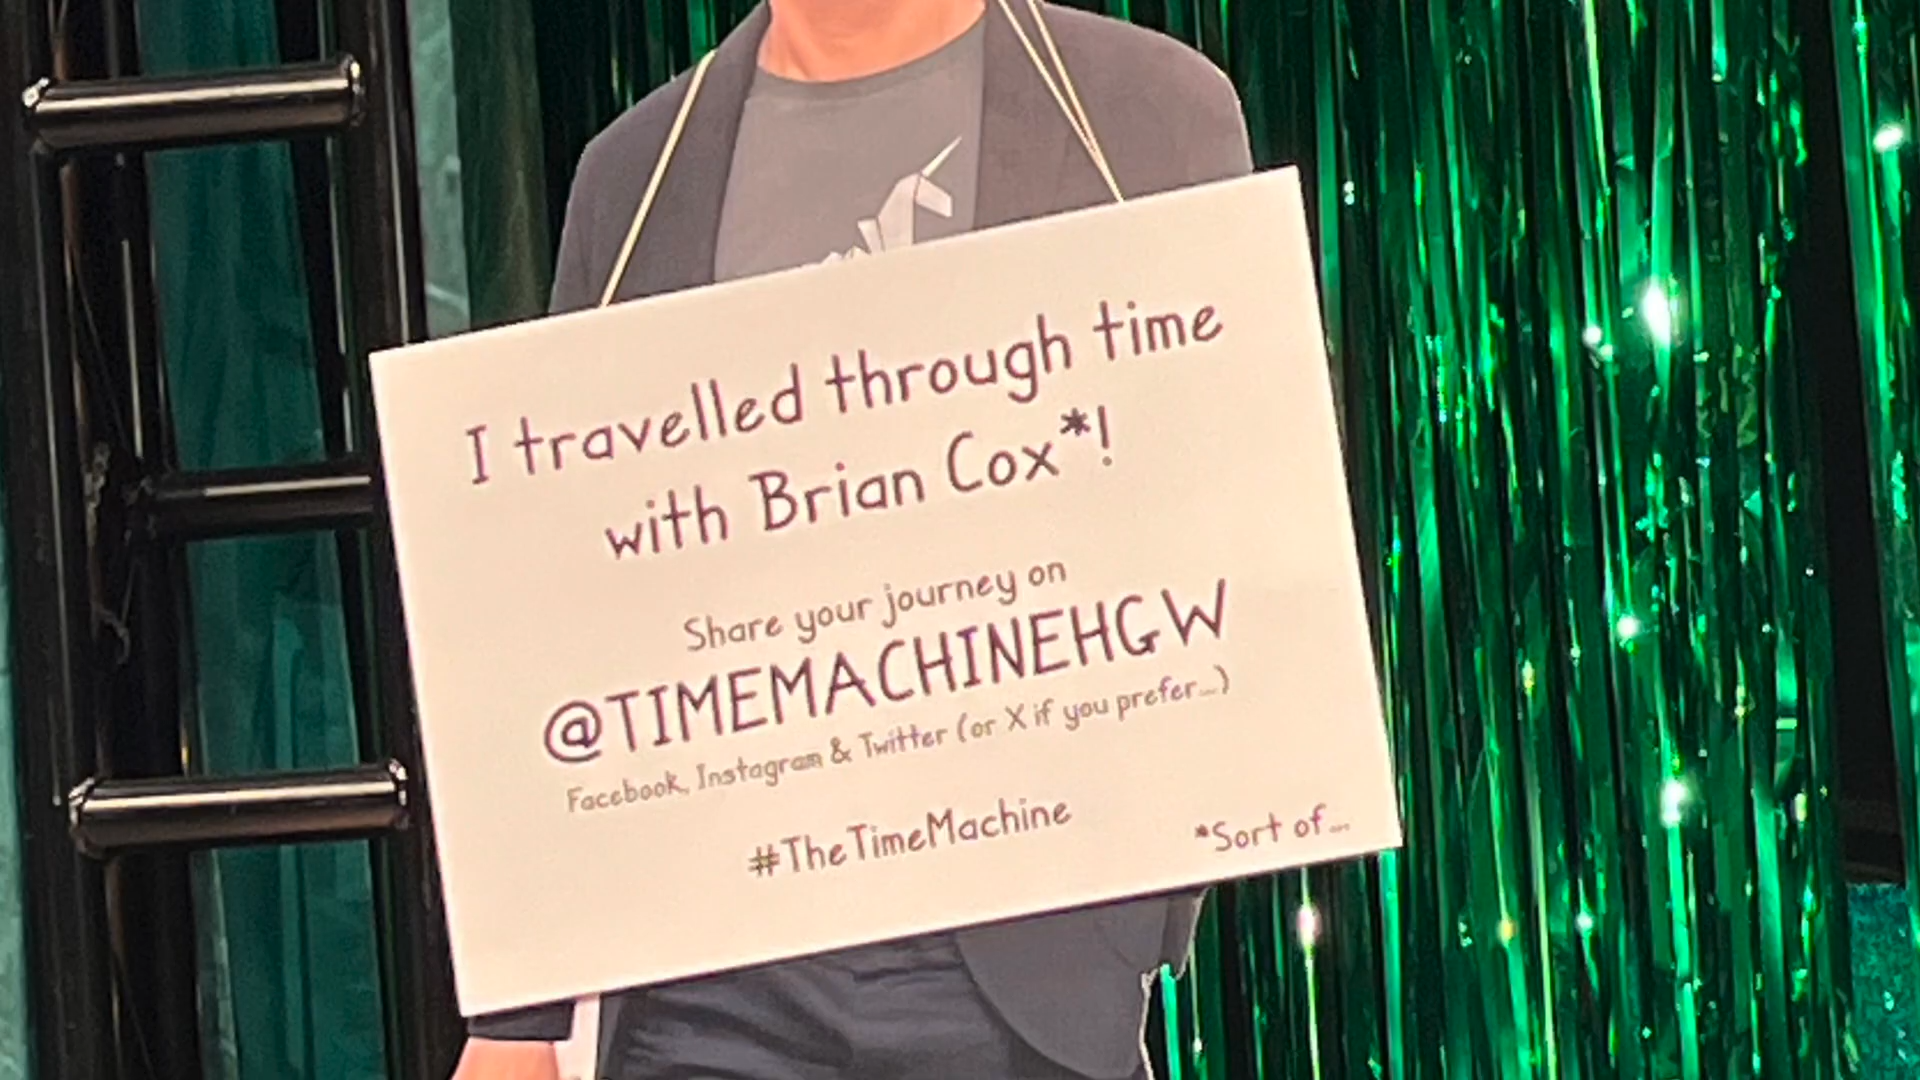 I travelled through time
with Brian Cox*!
Share your journey on
@TIMEMACHINEHGW
Facebook, Instagram & Twitter (or X if you prefer...)
#TheTimeMachine
*Sort of...